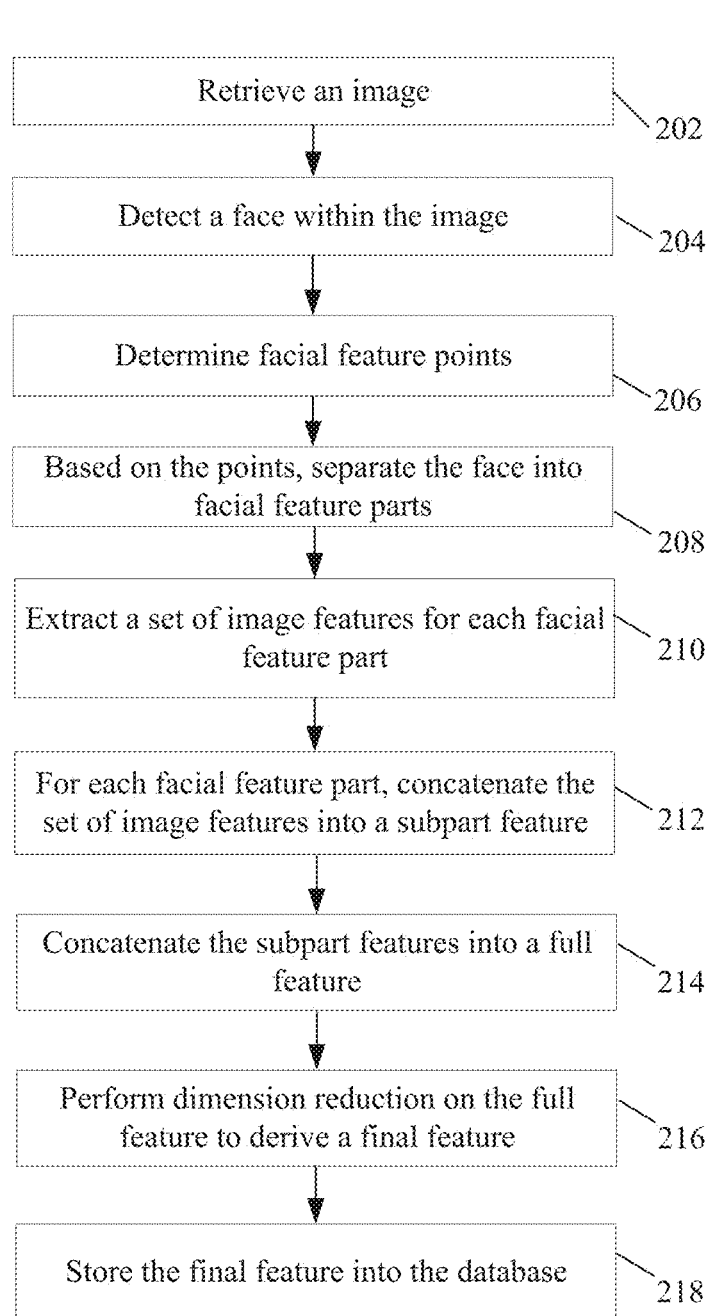 Retrieve an image
202
Detect a face within the image
204
Determine facial feature points
206
Based on the points, separate the face into
facial feature parts
208
Extract a set of image features for each facial
feature part
210
For each facial feature part, concatenate the
set of image features into a subpart feature
212
Concatenate the subpart features into a full
feature
214
Perform dimension reduction on the full
feature to derive a final feature
216
Store the final feature into the database
218